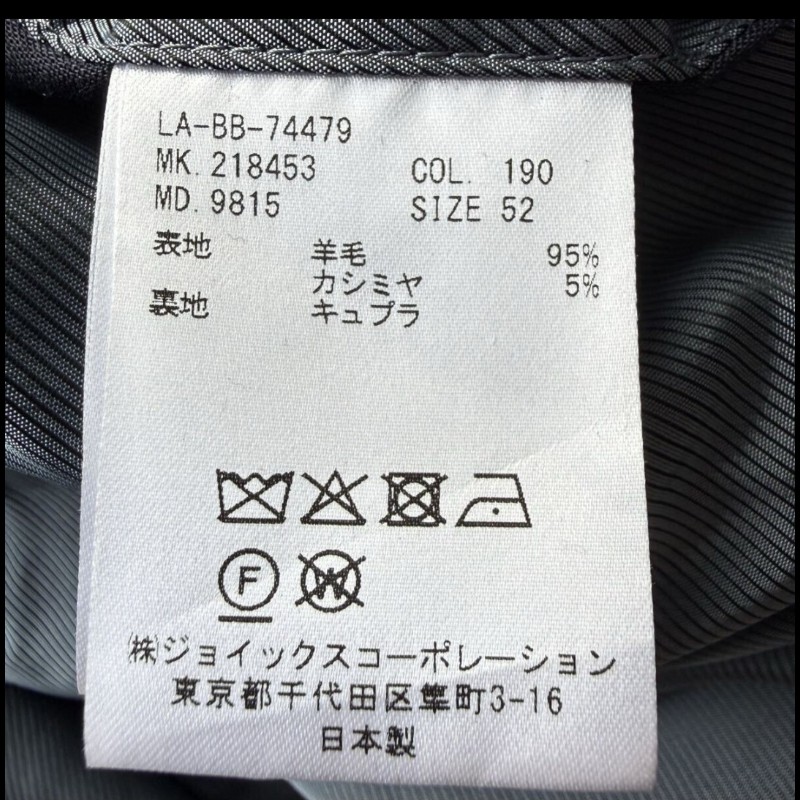 LA-BB-74479
MK. 218453 COL. 190
MD. 9815 SIZE 52
表地 羊毛 95%
カシミヤ 5%
裏地 キュプラ
F
W
㈱ジョイックスコーポレーション
東京都千代田区隼町3-16
日本製